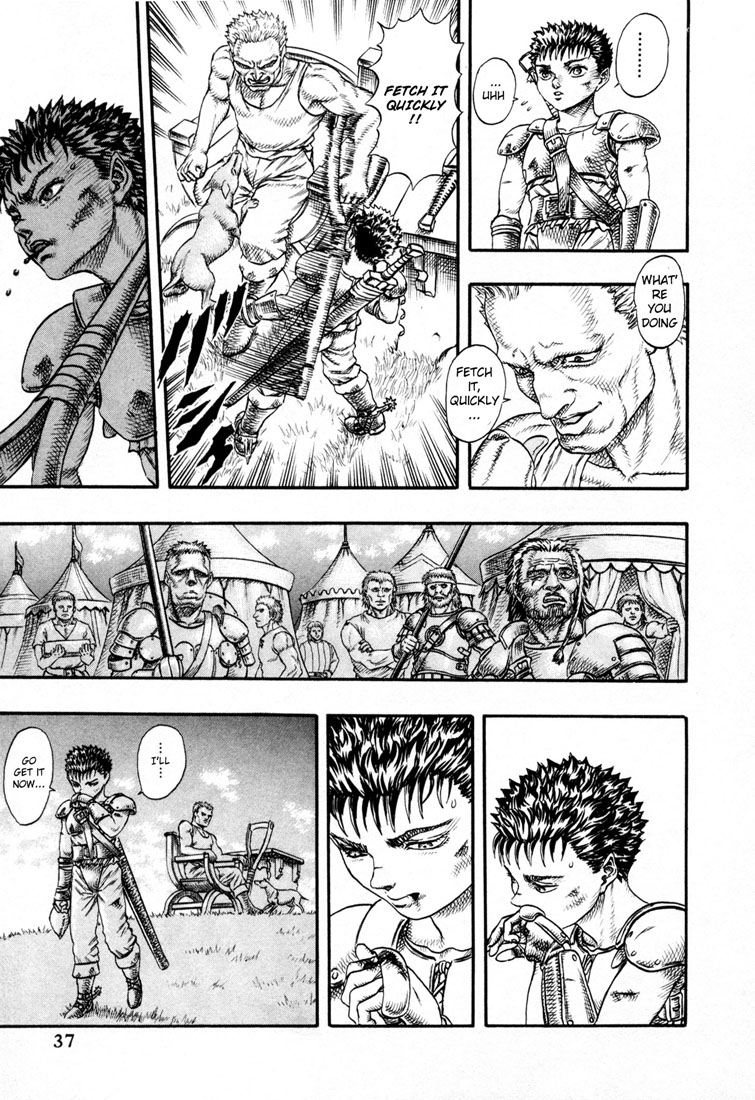 ………
…
UHH
WHAT'
RE YOU
DOING
FETCH
IT,
QUICKLY
…
FETCH IT
QUICKLY
!!
…
I'LL
…
GO
GET IT
NOW...
37